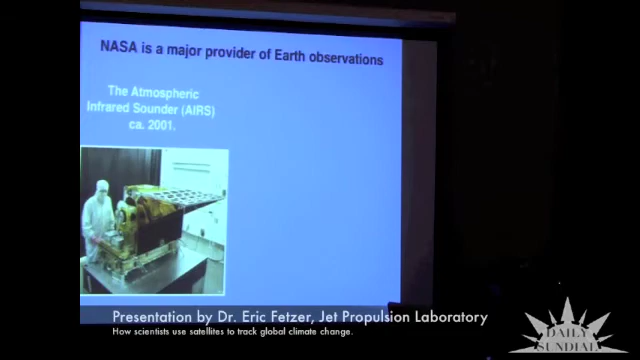 NASA is a major provider of Earth observations
The Atmospheric
Infrared Sounder (AIRS)
ca. 2001.
Presentation by Dr. Eric Fetzer, Jet Propulsion Laboratory
How scientists use satellites to track global climate change.
DAILY
SUNDIAL